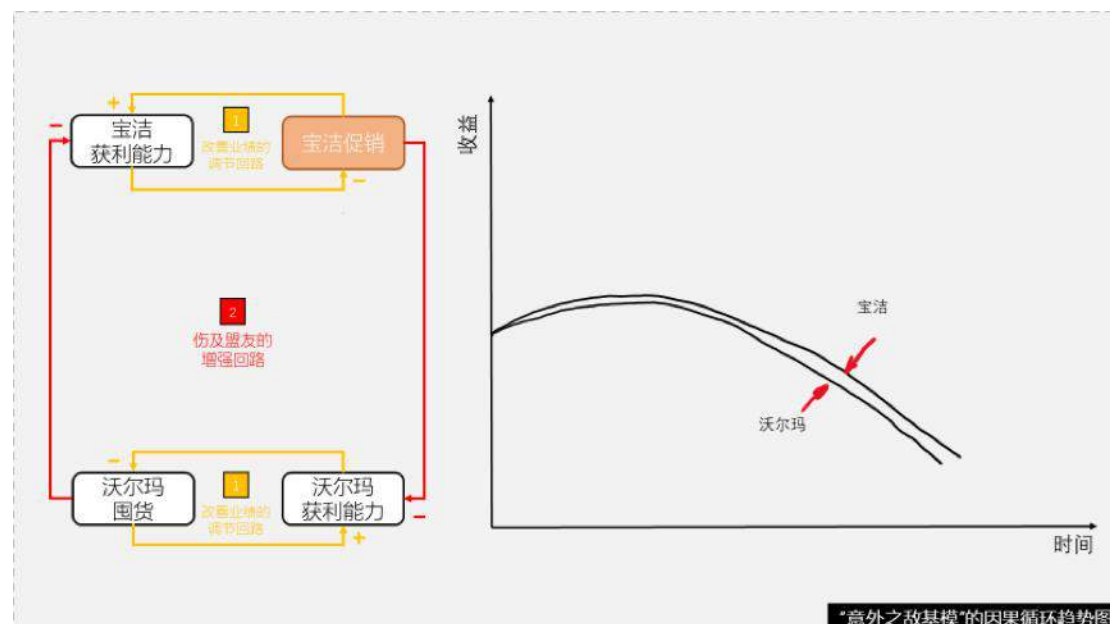 +
1
-
宝洁
获利能力
改善业绩的
调节回路
宝洁促销
-
2
伤及盟友的
增强回路
-
沃尔玛
囤货
1
改善业绩的
调节回路
沃尔玛
获利能力
-
+
收益
宝洁
沃尔玛
时间
“意外之敌基模”的因果循环趋势图